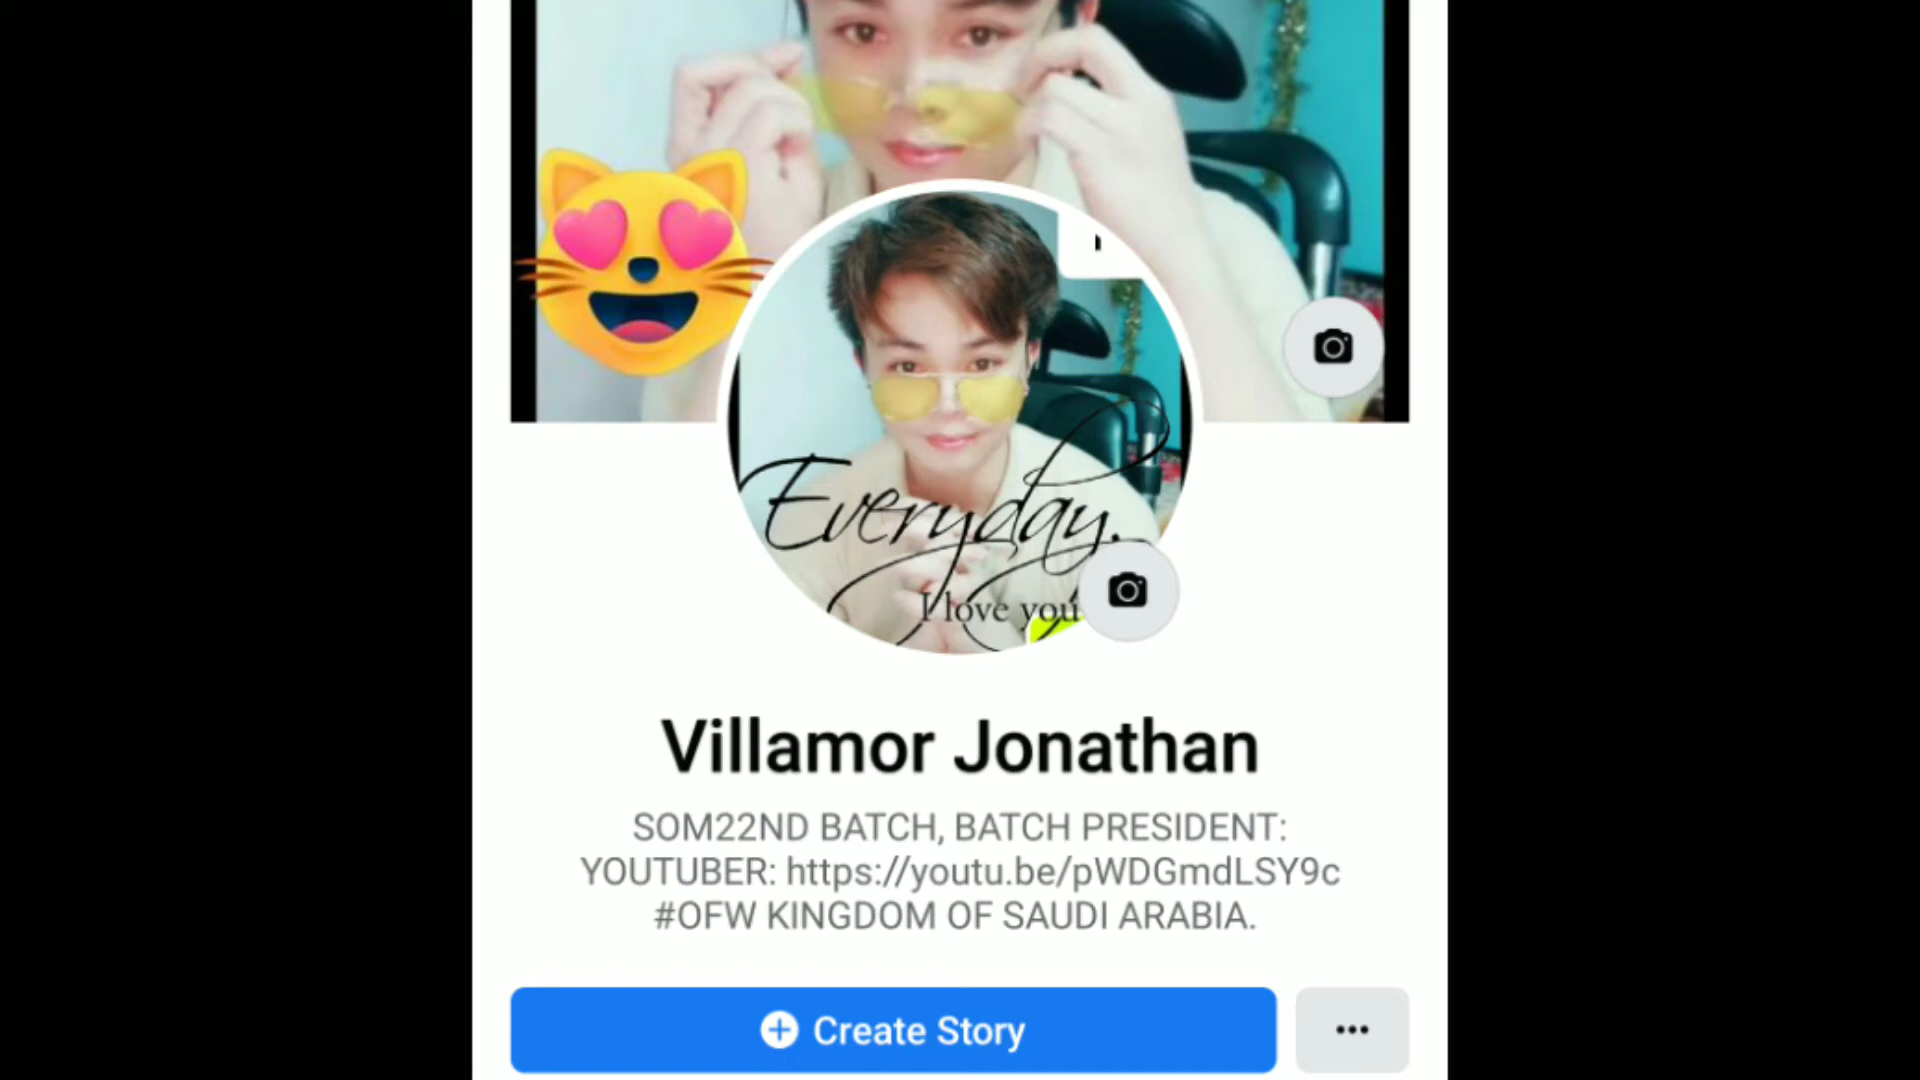 Everyday.
I love you
Villamor Jonathan
SOM22ND BATCH, BATCH PRESIDENT:
YOUTUBER: https://youtu.be/pWDGmdLSY9c
#OFW KINGDOM OF SAUDI ARABIA.
Create Story